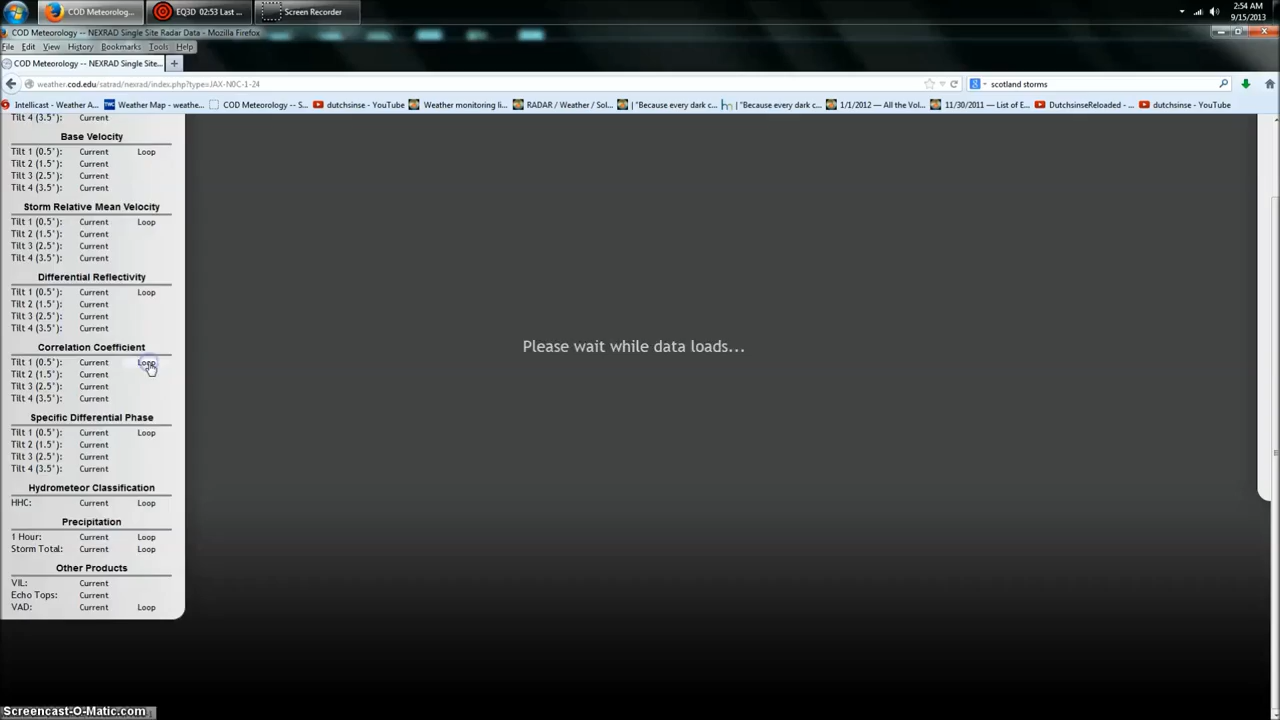 COD Meteorolog...
EQ3D 02:53 Last ...
Screen Recorder
2:54 AM
9/15/2013
COD Meteorology -- NEXRAD Single Site Radar Data - Mozilla Firefox
File Edit View History Bookmarks Tools Help
COD Meteorology -- NEXRAD Single Site... +
weather.cod.edu/satrad/nexrad/index.php?type=JAX-N0C-1-24
scotland storms
Intellicast - Weather A... Weather Map - weathe... COD Meteorology -- S... dutchsinse - YouTube Weather monitoring li... RADAR / Weather / Sol... "Because every dark c... "Because every dark c... 1/1/2012 — All the Vol... 11/30/2011 — List of E... DutchsinseReloaded - ... dutchsinse - YouTube
Tilt 4 (3.5°): Current
Base Velocity
Tilt 1 (0.5°): Current Loop
Tilt 2 (1.5°): Current
Tilt 3 (2.5°): Current
Tilt 4 (3.5°): Current
Storm Relative Mean Velocity
Tilt 1 (0.5°): Current Loop
Tilt 2 (1.5°): Current
Tilt 3 (2.5°): Current
Tilt 4 (3.5°): Current
Differential Reflectivity
Tilt 1 (0.5°): Current Loop
Tilt 2 (1.5°): Current
Tilt 3 (2.5°): Current
Tilt 4 (3.5°): Current
Correlation Coefficient
Tilt 1 (0.5°): Current Loop
Tilt 2 (1.5°): Current
Tilt 3 (2.5°): Current
Tilt 4 (3.5°): Current
Specific Differential Phase
Tilt 1 (0.5°): Current Loop
Tilt 2 (1.5°): Current
Tilt 3 (2.5°): Current
Tilt 4 (3.5°): Current
Hydrometeor Classification
HHC: Current Loop
Precipitation
1 Hour: Current Loop
Storm Total: Current Loop
Other Products
VIL: Current
Echo Tops: Current
VAD: Current Loop
Please wait while data loads...
Screencast-O-Matic.com